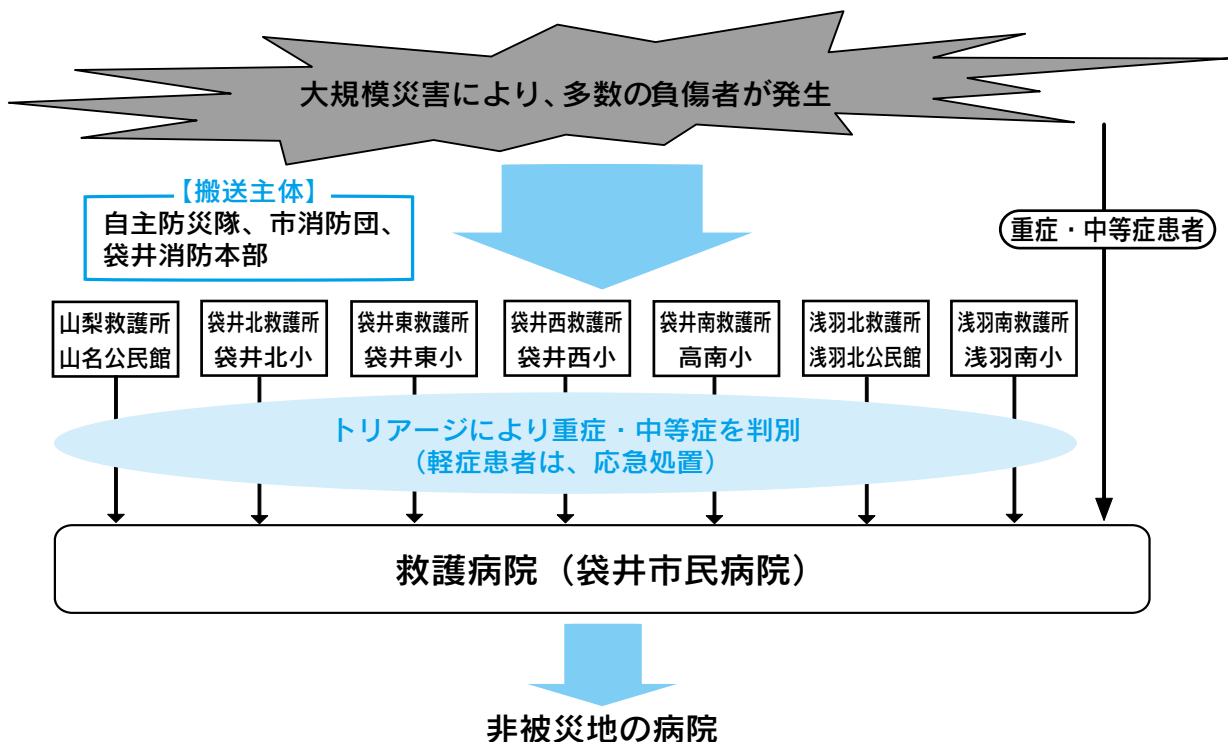 大規模災害により、多数の負傷者が発生
【搬送主体】
自主防災隊、市消防団、
袋井消防本部
重症・中等症患者
山梨救護所
山名公民館
袋井北救護所
袋井北小
袋井東救護所
袋井東小
袋井西救護所
袋井西小
袋井南救護所
高南小
浅羽北救護所
浅羽北公民館
浅羽南救護所
浅羽南小
トリアージにより重症・中等症を判別
（軽症患者は、応急処置）
救護病院（袋井市民病院）
非被災地の病院